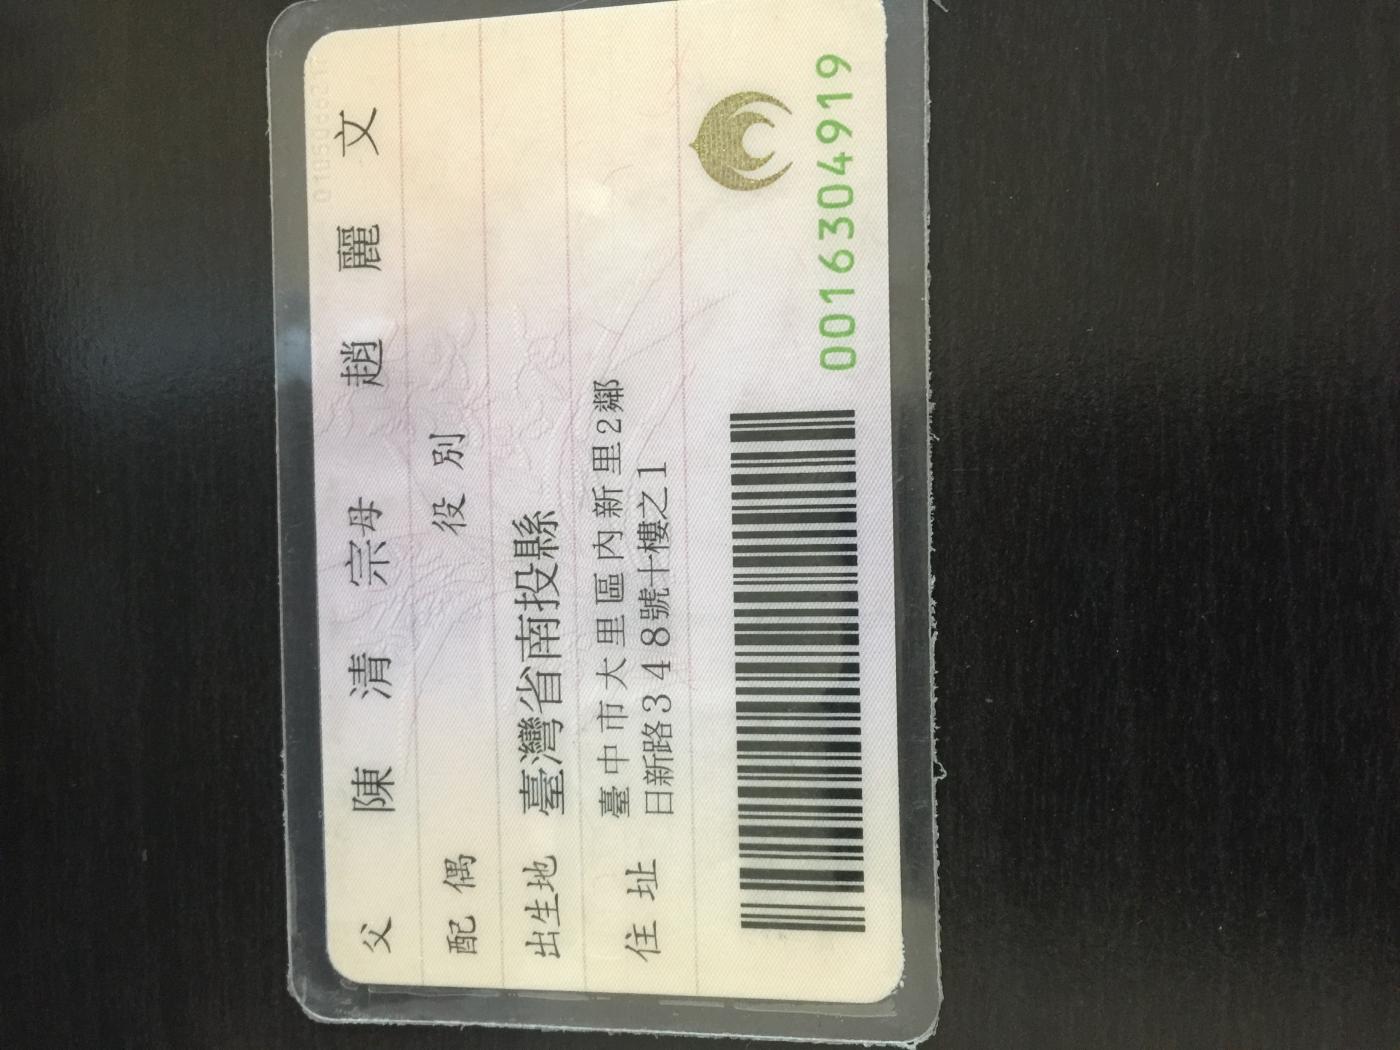 父 陳清宗 母 趙麗文
配偶 役別
出生地 臺灣省南投縣
住址 臺中市大里區內新里2鄰
日新路348號十樓之1
0016304919